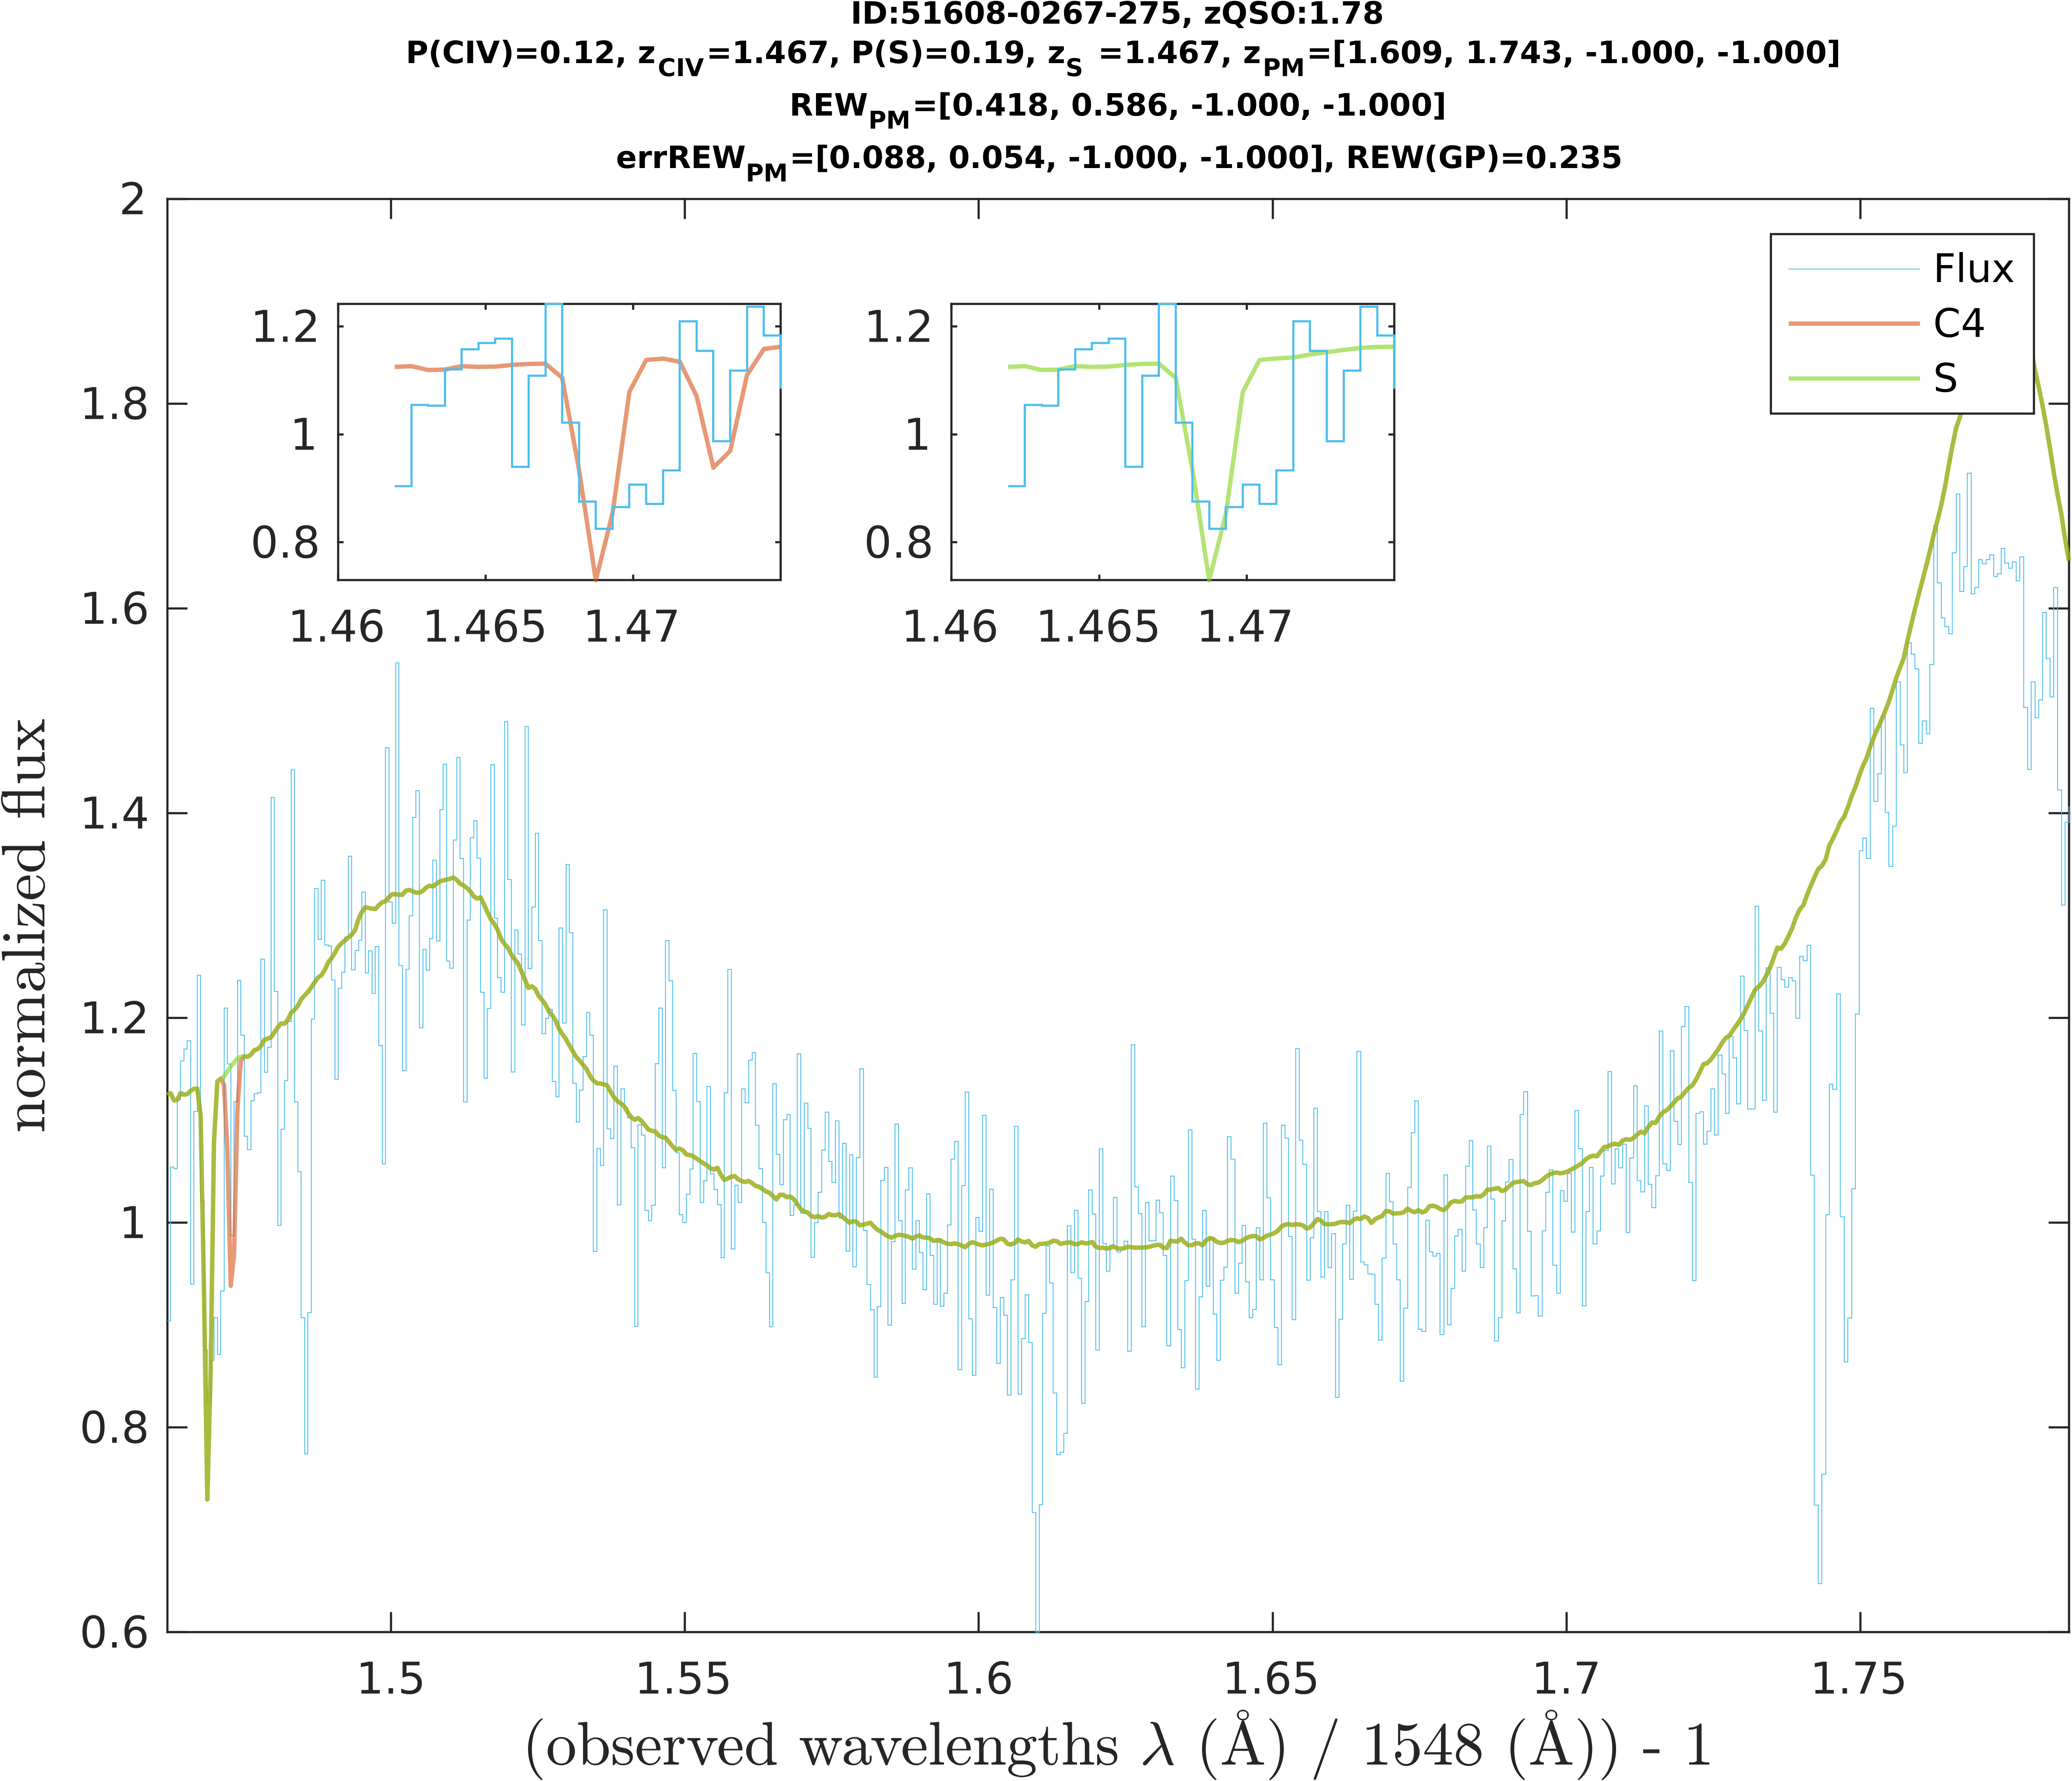 ID:51608-0267-275, zQSO:1.78
P(CIV)=0.12, zCIV=1.467, P(S)=0.19, zS =1.467, zPM=[1.609, 1.743, -1.000, -1.000]
REWPM=[0.418, 0.586, -1.000, -1.000]
errREWPM=[0.088, 0.054, -1.000, -1.000], REW(GP)=0.235
2
1.8
1.6
1.4
1.2
1
0.8
0.6
normalized flux
1.2
1
0.8
1.46 1.465 1.47
1.2
1
0.8
1.46 1.465 1.47
Flux
C4
S
1.5 1.55 1.6 1.65 1.7 1.75
(observed wavelengths λ (Å) / 1548 (Å)) - 1